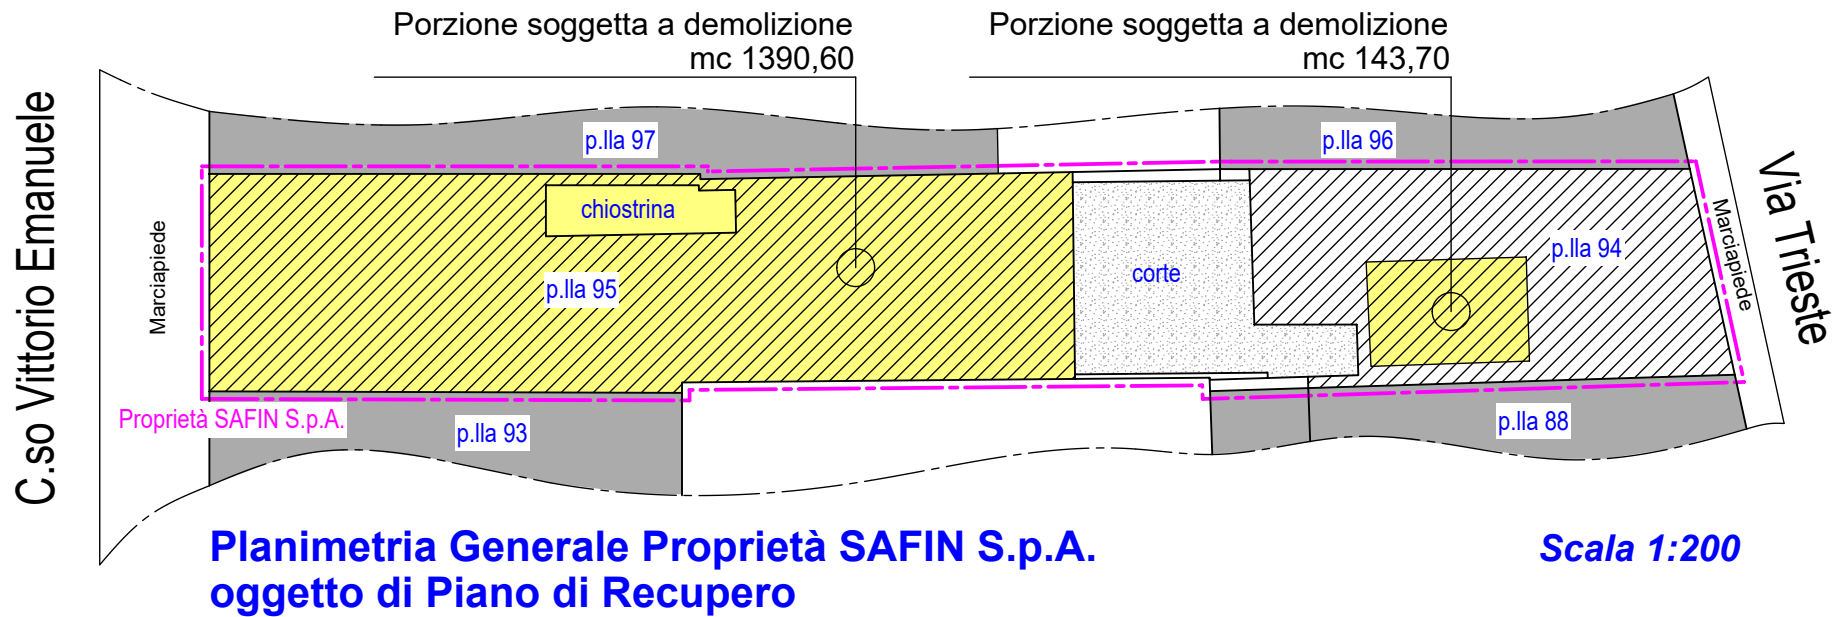 Porzione soggetta a demolizione
mc 1390,60
Porzione soggetta a demolizione
mc 143,70
C.so Vittorio Emanuele
Marciapiede
p.lla 97
p.lla 96
chiostrina
p.lla 95
corte
p.lla 94
Marciapiede
Via Trieste
Proprietà SAFIN S.p.A.
p.lla 93
p.lla 88
Planimetria Generale Proprietà SAFIN S.p.A.
oggetto di Piano di Recupero
Scala 1:200